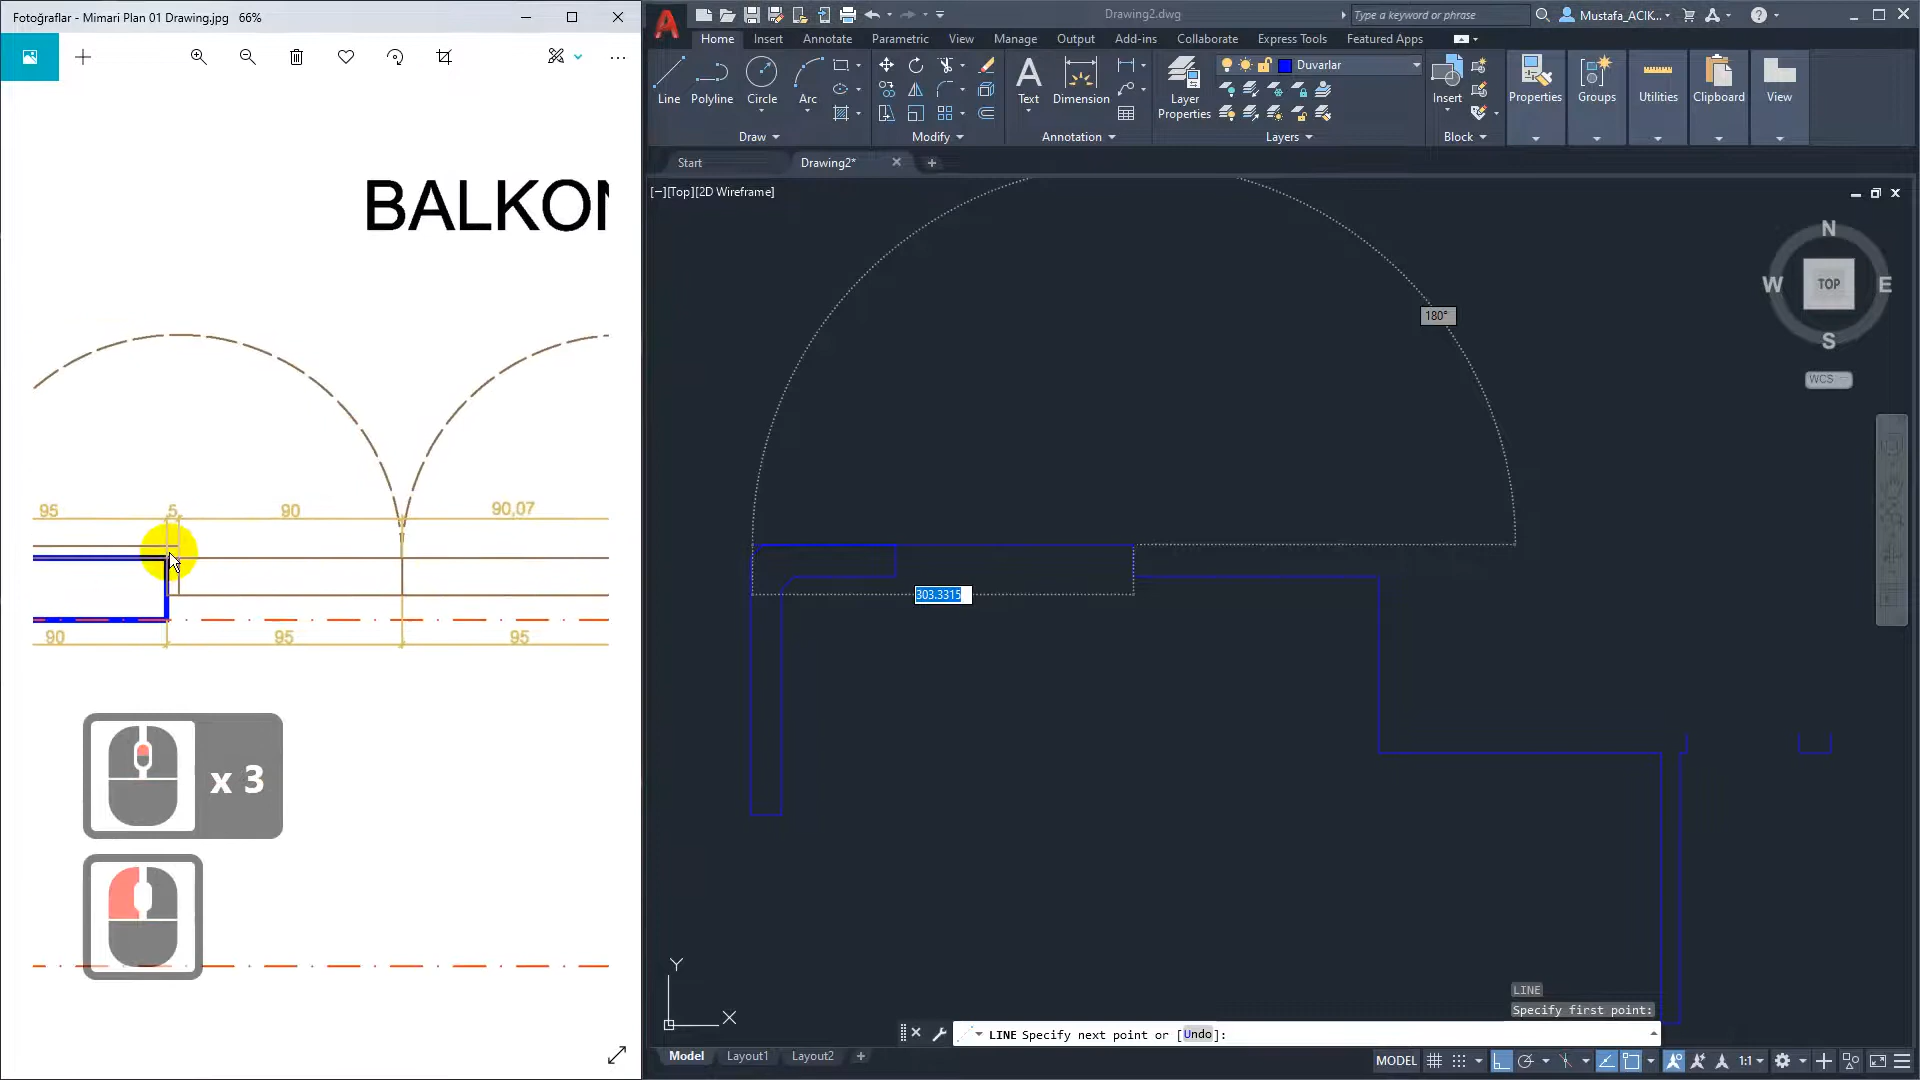 Fotoğraflar - Mimari Plan 01 Drawing.jpg 66%
BALKON
95 5 90 90,07
90 95 95
x 3
Drawing2.dwg
Type a keyword or phrase
Mustafa_ACIK...
Home Insert Annotate Parametric View Manage Output Add-ins Collaborate Express Tools Featured Apps
Line Polyline Circle Arc
Draw
Modify
Text Dimension
Annotation
Layer Properties
Duvarlar
Layers
Insert
Block
Properties Groups Utilities Clipboard View
Start Drawing2*
[−][Top][2D Wireframe]
N
W TOP E
S
WCS
180°
303.3315
Y
X
LINE
Specify first point:
LINE Specify next point or [Undo]:
Model Layout1 Layout2
MODEL 1:1